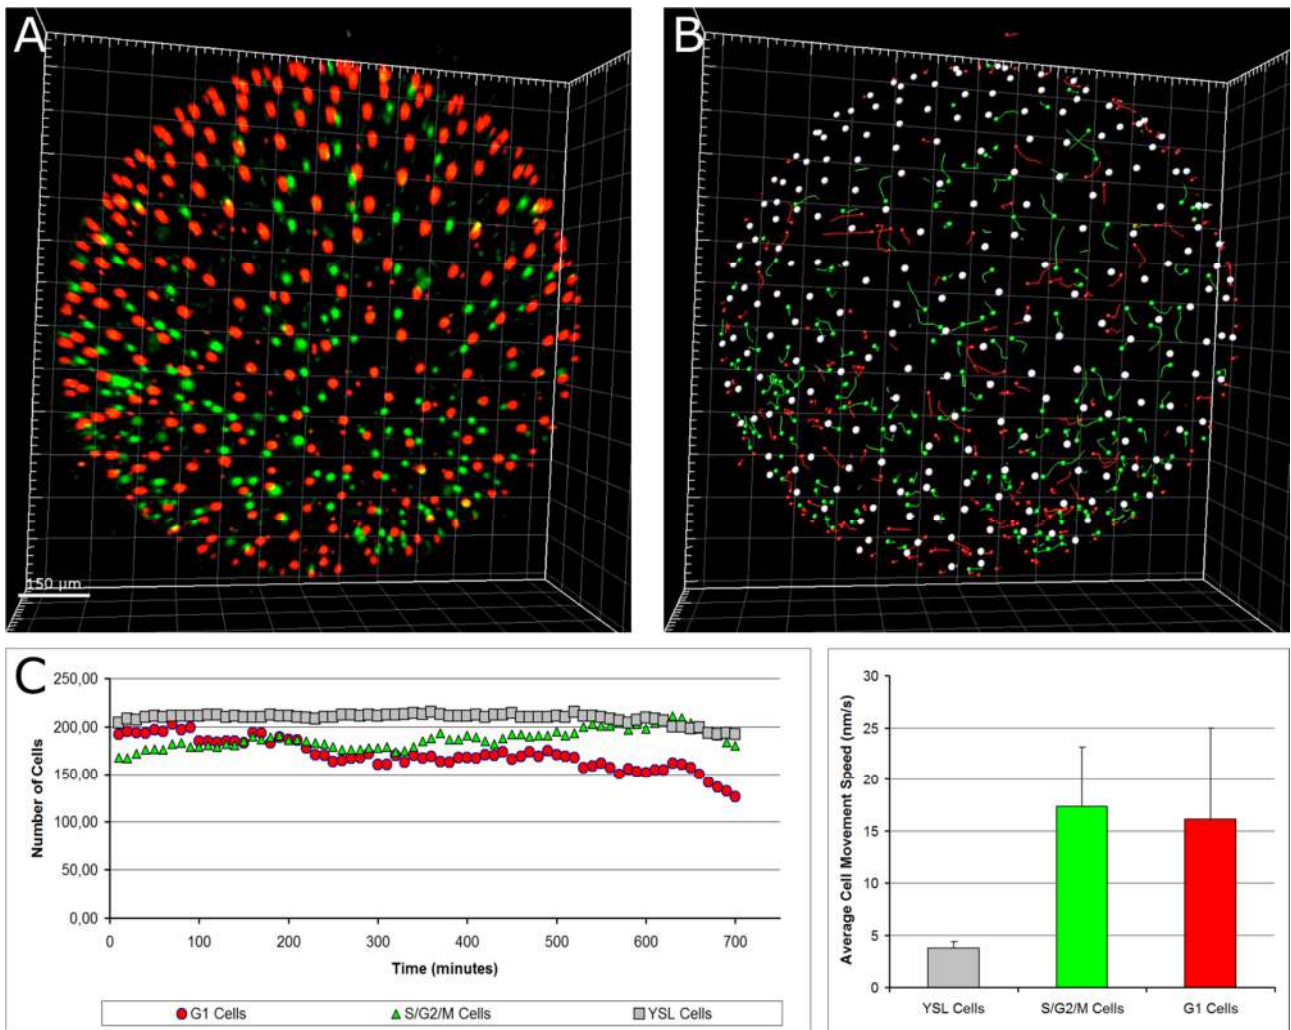 A
B
150 µm
C
250,00
200,00
150,00
100,00
50,00
0,00
Number of Cells
0
100
200
300
400
500
600
700
Time (minutes)
G1 Cells
S/G2/M Cells
YSL Cells
30
25
20
15
10
5
0
Average Cell Movement Speed (nm/s)
YSL Cells
S/G2/M Cells
G1 Cells